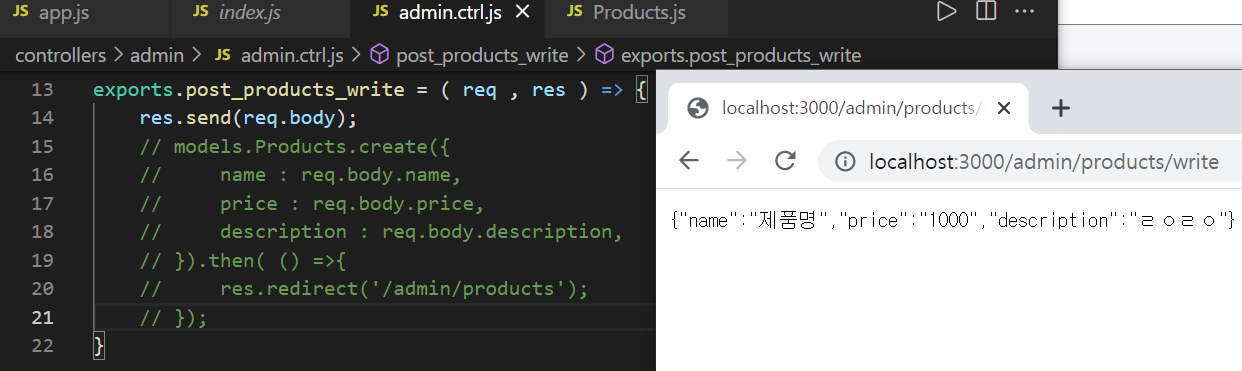 JS app.js JS index.js JS admin.ctrl.js Products.js
JS Products.js
controllers > admin > JS admin.ctrl.js > post_products_write > exports.post_products_write
13 exports.post_products_write = ( req , res ) => {
14     res.send(req.body);
15     // models.Products.create({
16     //     name : req.body.name,
17     //     price : req.body.price,
18     //     description : req.body.description,
19     // }).then( () =>{
20     //     res.redirect('/admin/products');
21     // });
22 }
localhost:3000/admin/products/
localhost:3000/admin/products/write
{"name":"제품명","price":"1000","description":"ㄹㅇㄹㅇ"}